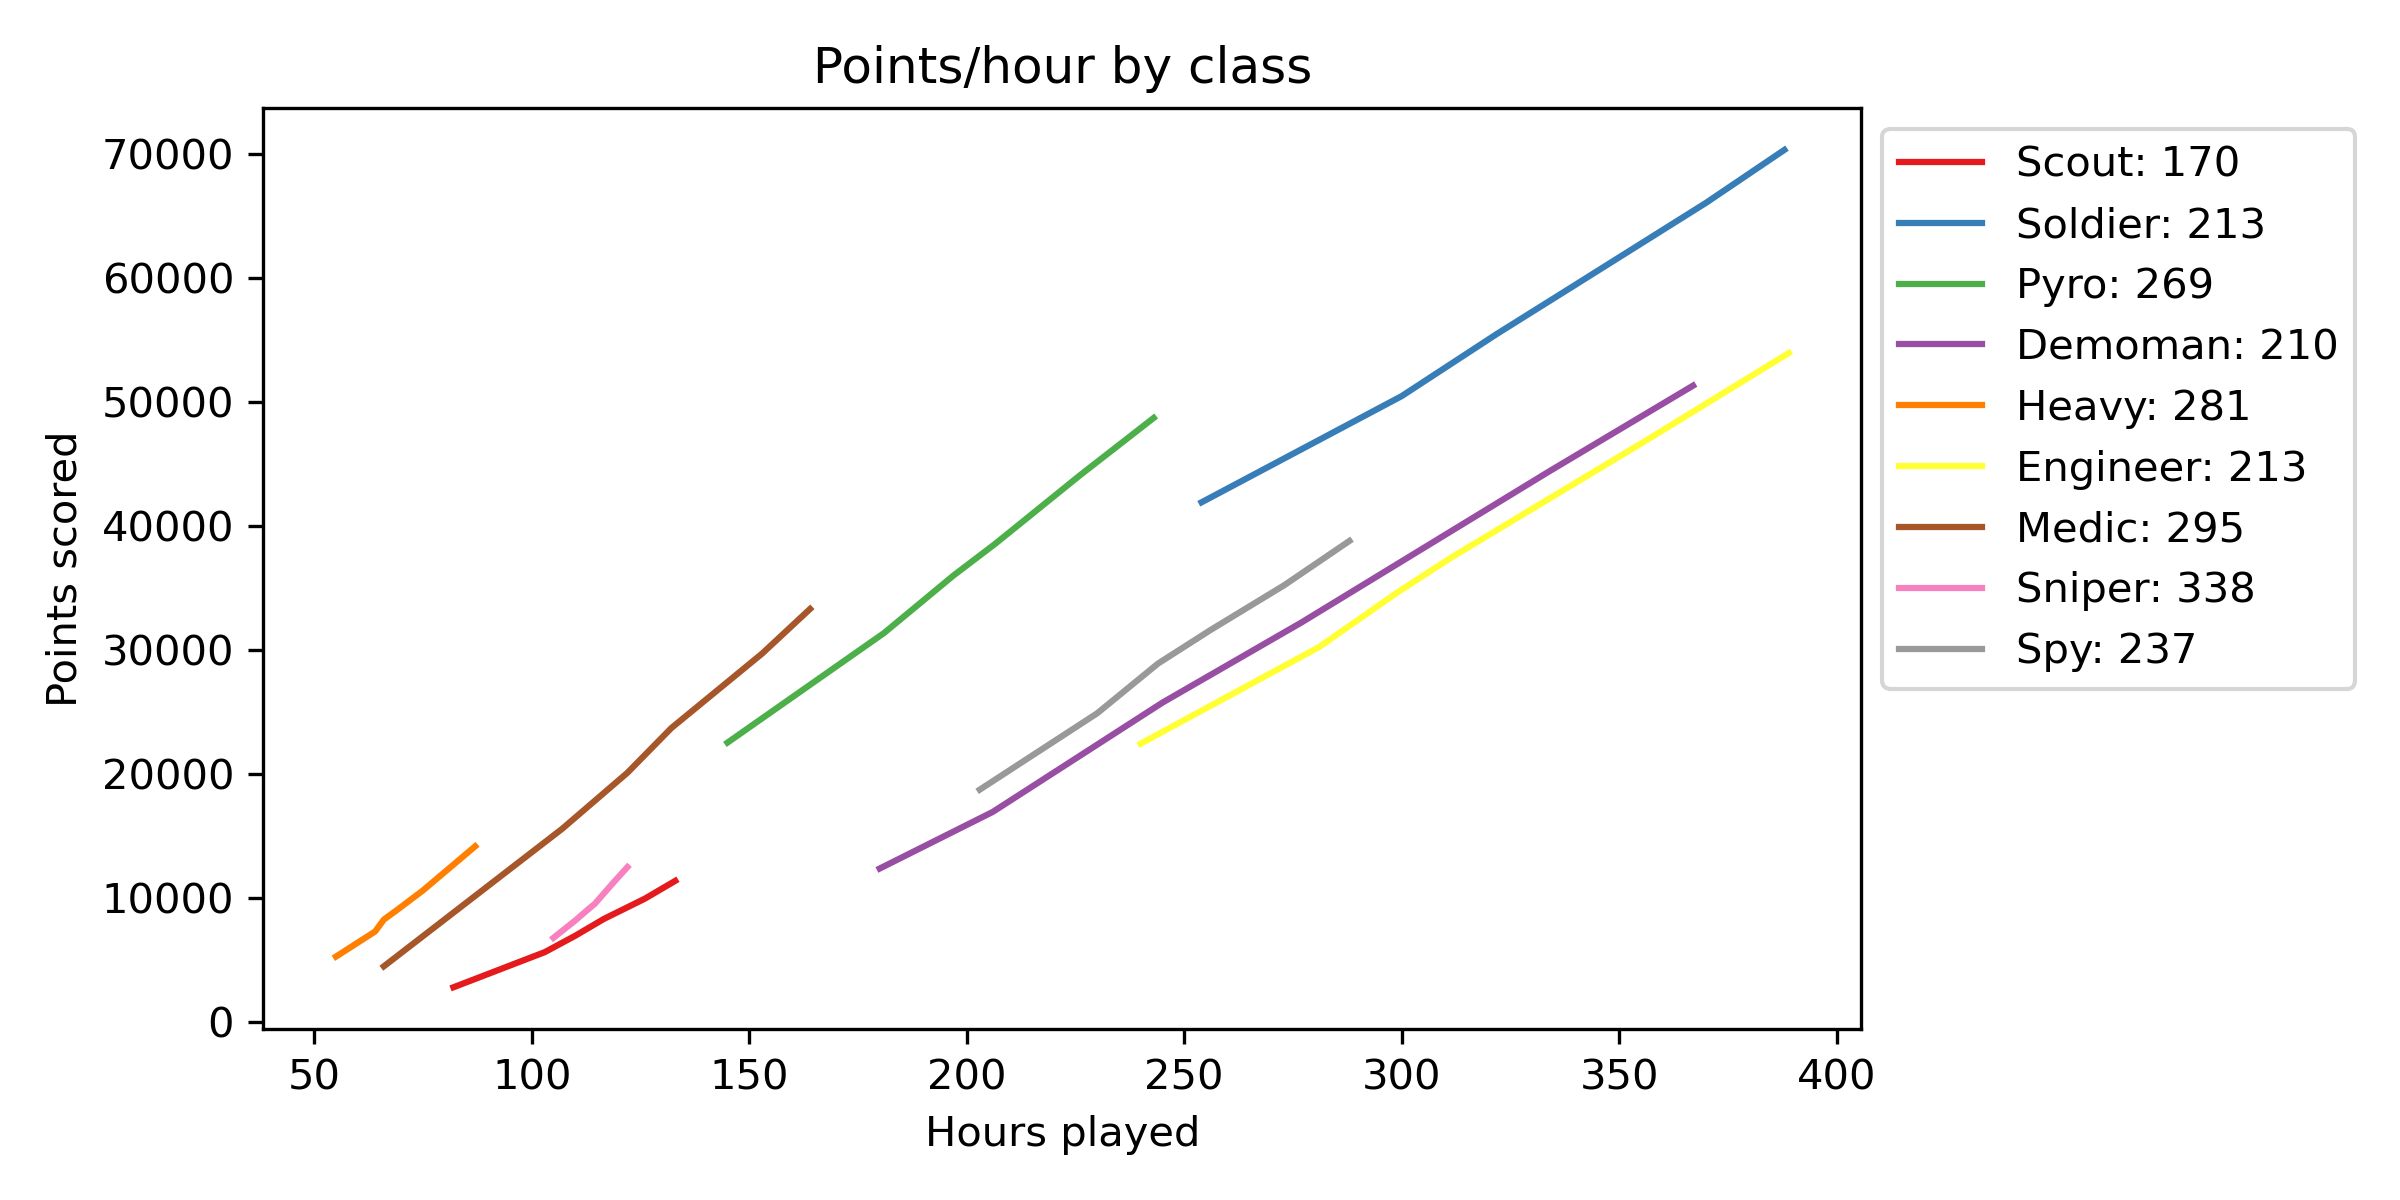 Points/hour by class
Points scored
70000
60000
50000
40000
30000
20000
10000
0
50 100 150 200 250 300 350 400
Hours played
Scout: 170
Soldier: 213
Pyro: 269
Demoman: 210
Heavy: 281
Engineer: 213
Medic: 295
Sniper: 338
Spy: 237